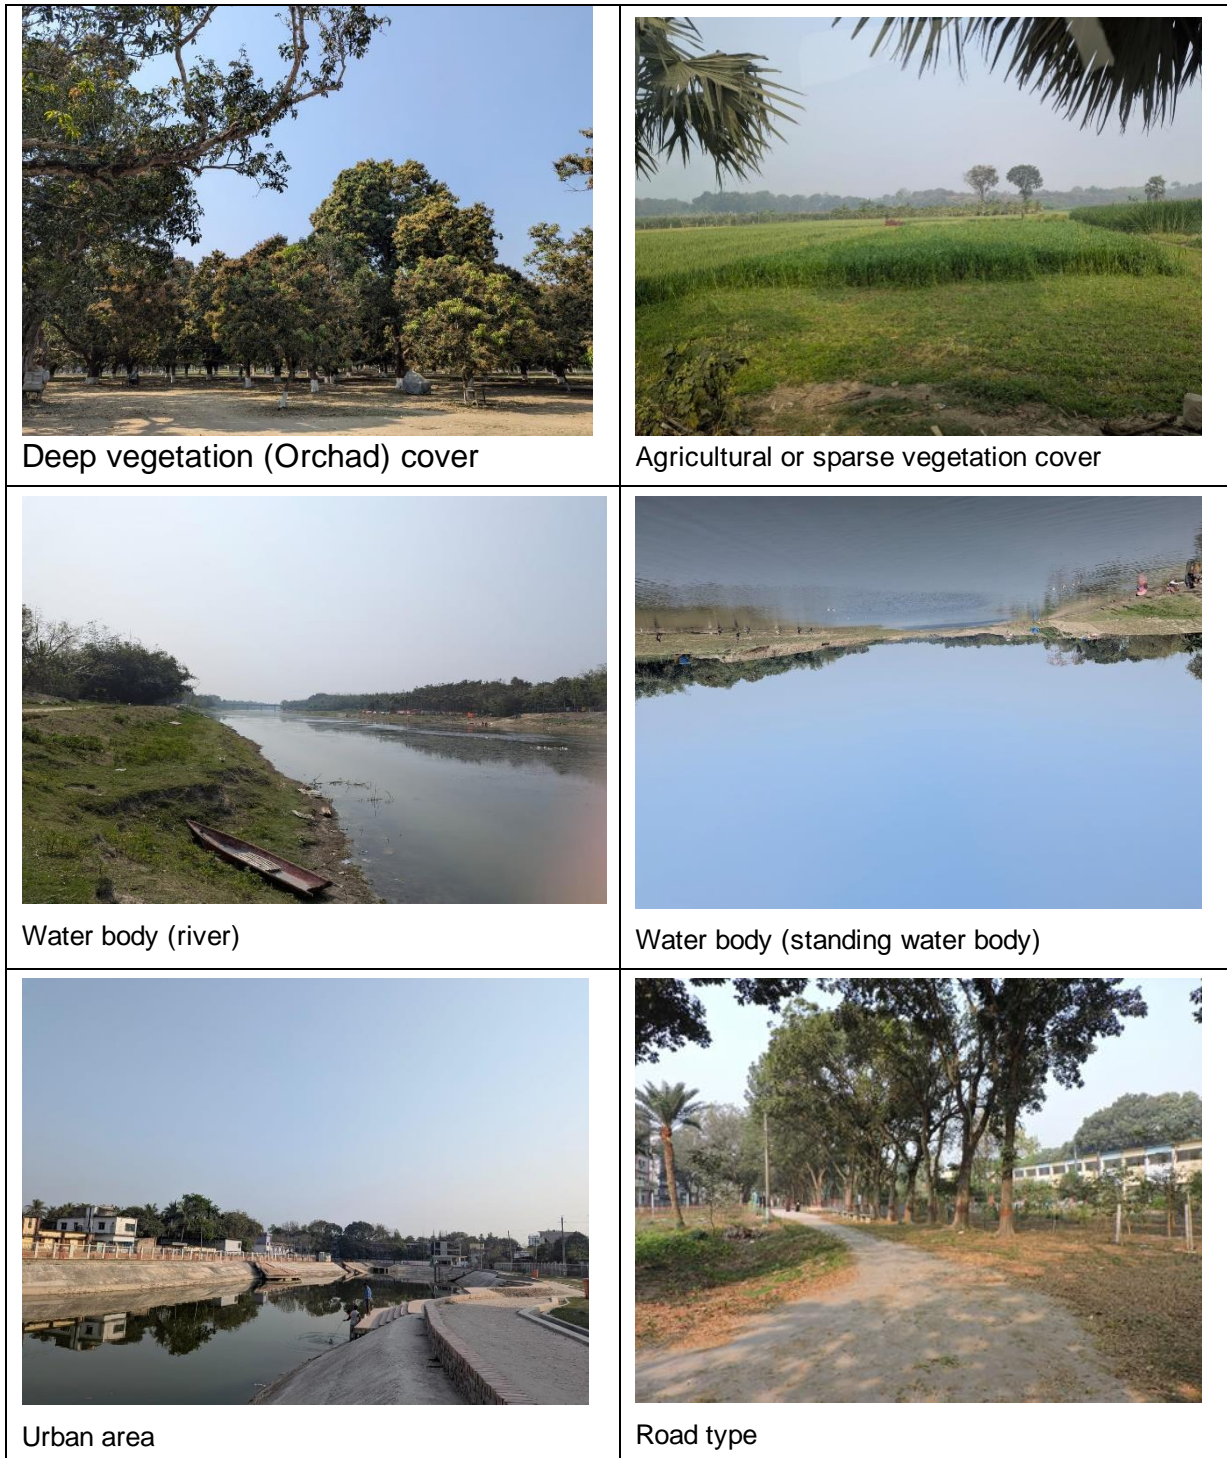 Deep vegetation (Orchad) cover
Agricultural or sparse vegetation cover
Water body (river)
Water body (standing water body)
Urban area
Road type